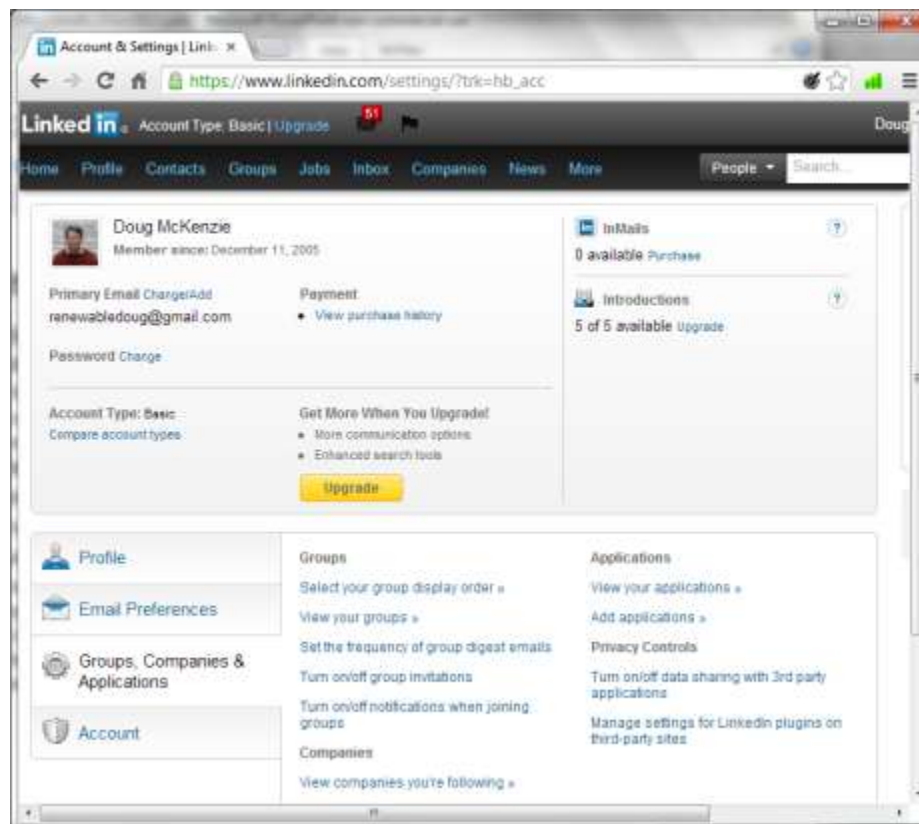 Account & Settings | Link
https://www.linkedin.com/settings/?trk=hb_acc
Linked in Account Type: Basic | Upgrade 51 Doug
Home Profile Contacts Groups Jobs Inbox Companies News More People Search...
Doug McKenzie
Member since: December 11, 2005
Primary Email Change/Add
renewabledoug@gmail.com
Password Change
Payment
View purchase history
Account Type: Basic
Compare account types
Get More When You Upgrade!
More communication options
Enhanced search tools
Upgrade
InMails ?
0 available Purchase
Introductions ?
5 of 5 available Upgrade
Profile
Email Preferences
Groups, Companies &
Applications
Account
Groups
Select your group display order »
View your groups »
Set the frequency of group digest emails
Turn on/off group invitations
Turn on/off notifications when joining
groups
Companies
View companies you're following »
Applications
View your applications »
Add applications »
Privacy Controls
Turn on/off data sharing with 3rd party
applications
Manage settings for LinkedIn plugins on
third-party sites